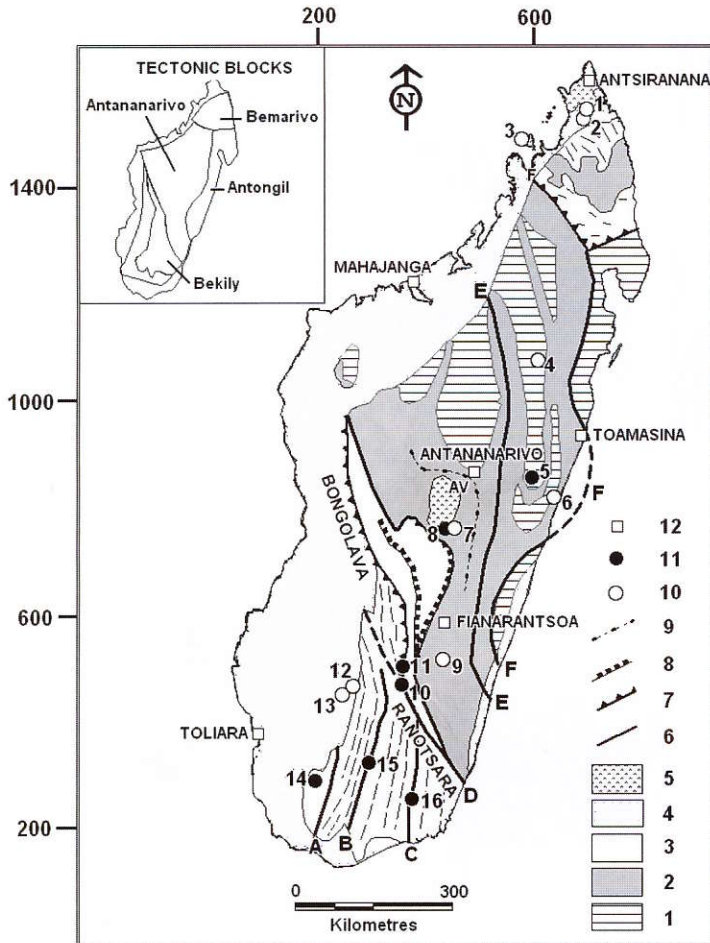 200 600
TECTONIC BLOCKS
Antananarivo
Bemarivo
Antongil
Bekily
N
ANTSIRANANA
1
2
3
F
1400
MAHAJANGA
E
4
1000
TOAMASINA
ANTANANARIVO
AV
5
6
F
BONGOLAVA
8 7
600
FIANARANTSOA
11
9
10
F
E
12
13
RANOTSARA
TOLIARA
15
14
16
D
200
A B C
0 300
Kilometres
12
11
10
9
8
7
6
5
4
3
2
1